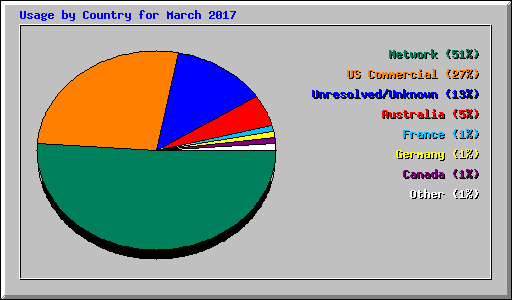 Usage by Country for March 2017
Network (51%)
US Commercial (27%)
Unresolved/Unknown (13%)
Australia (5%)
France (1%)
Germany (1%)
Canada (1%)
Other (1%)